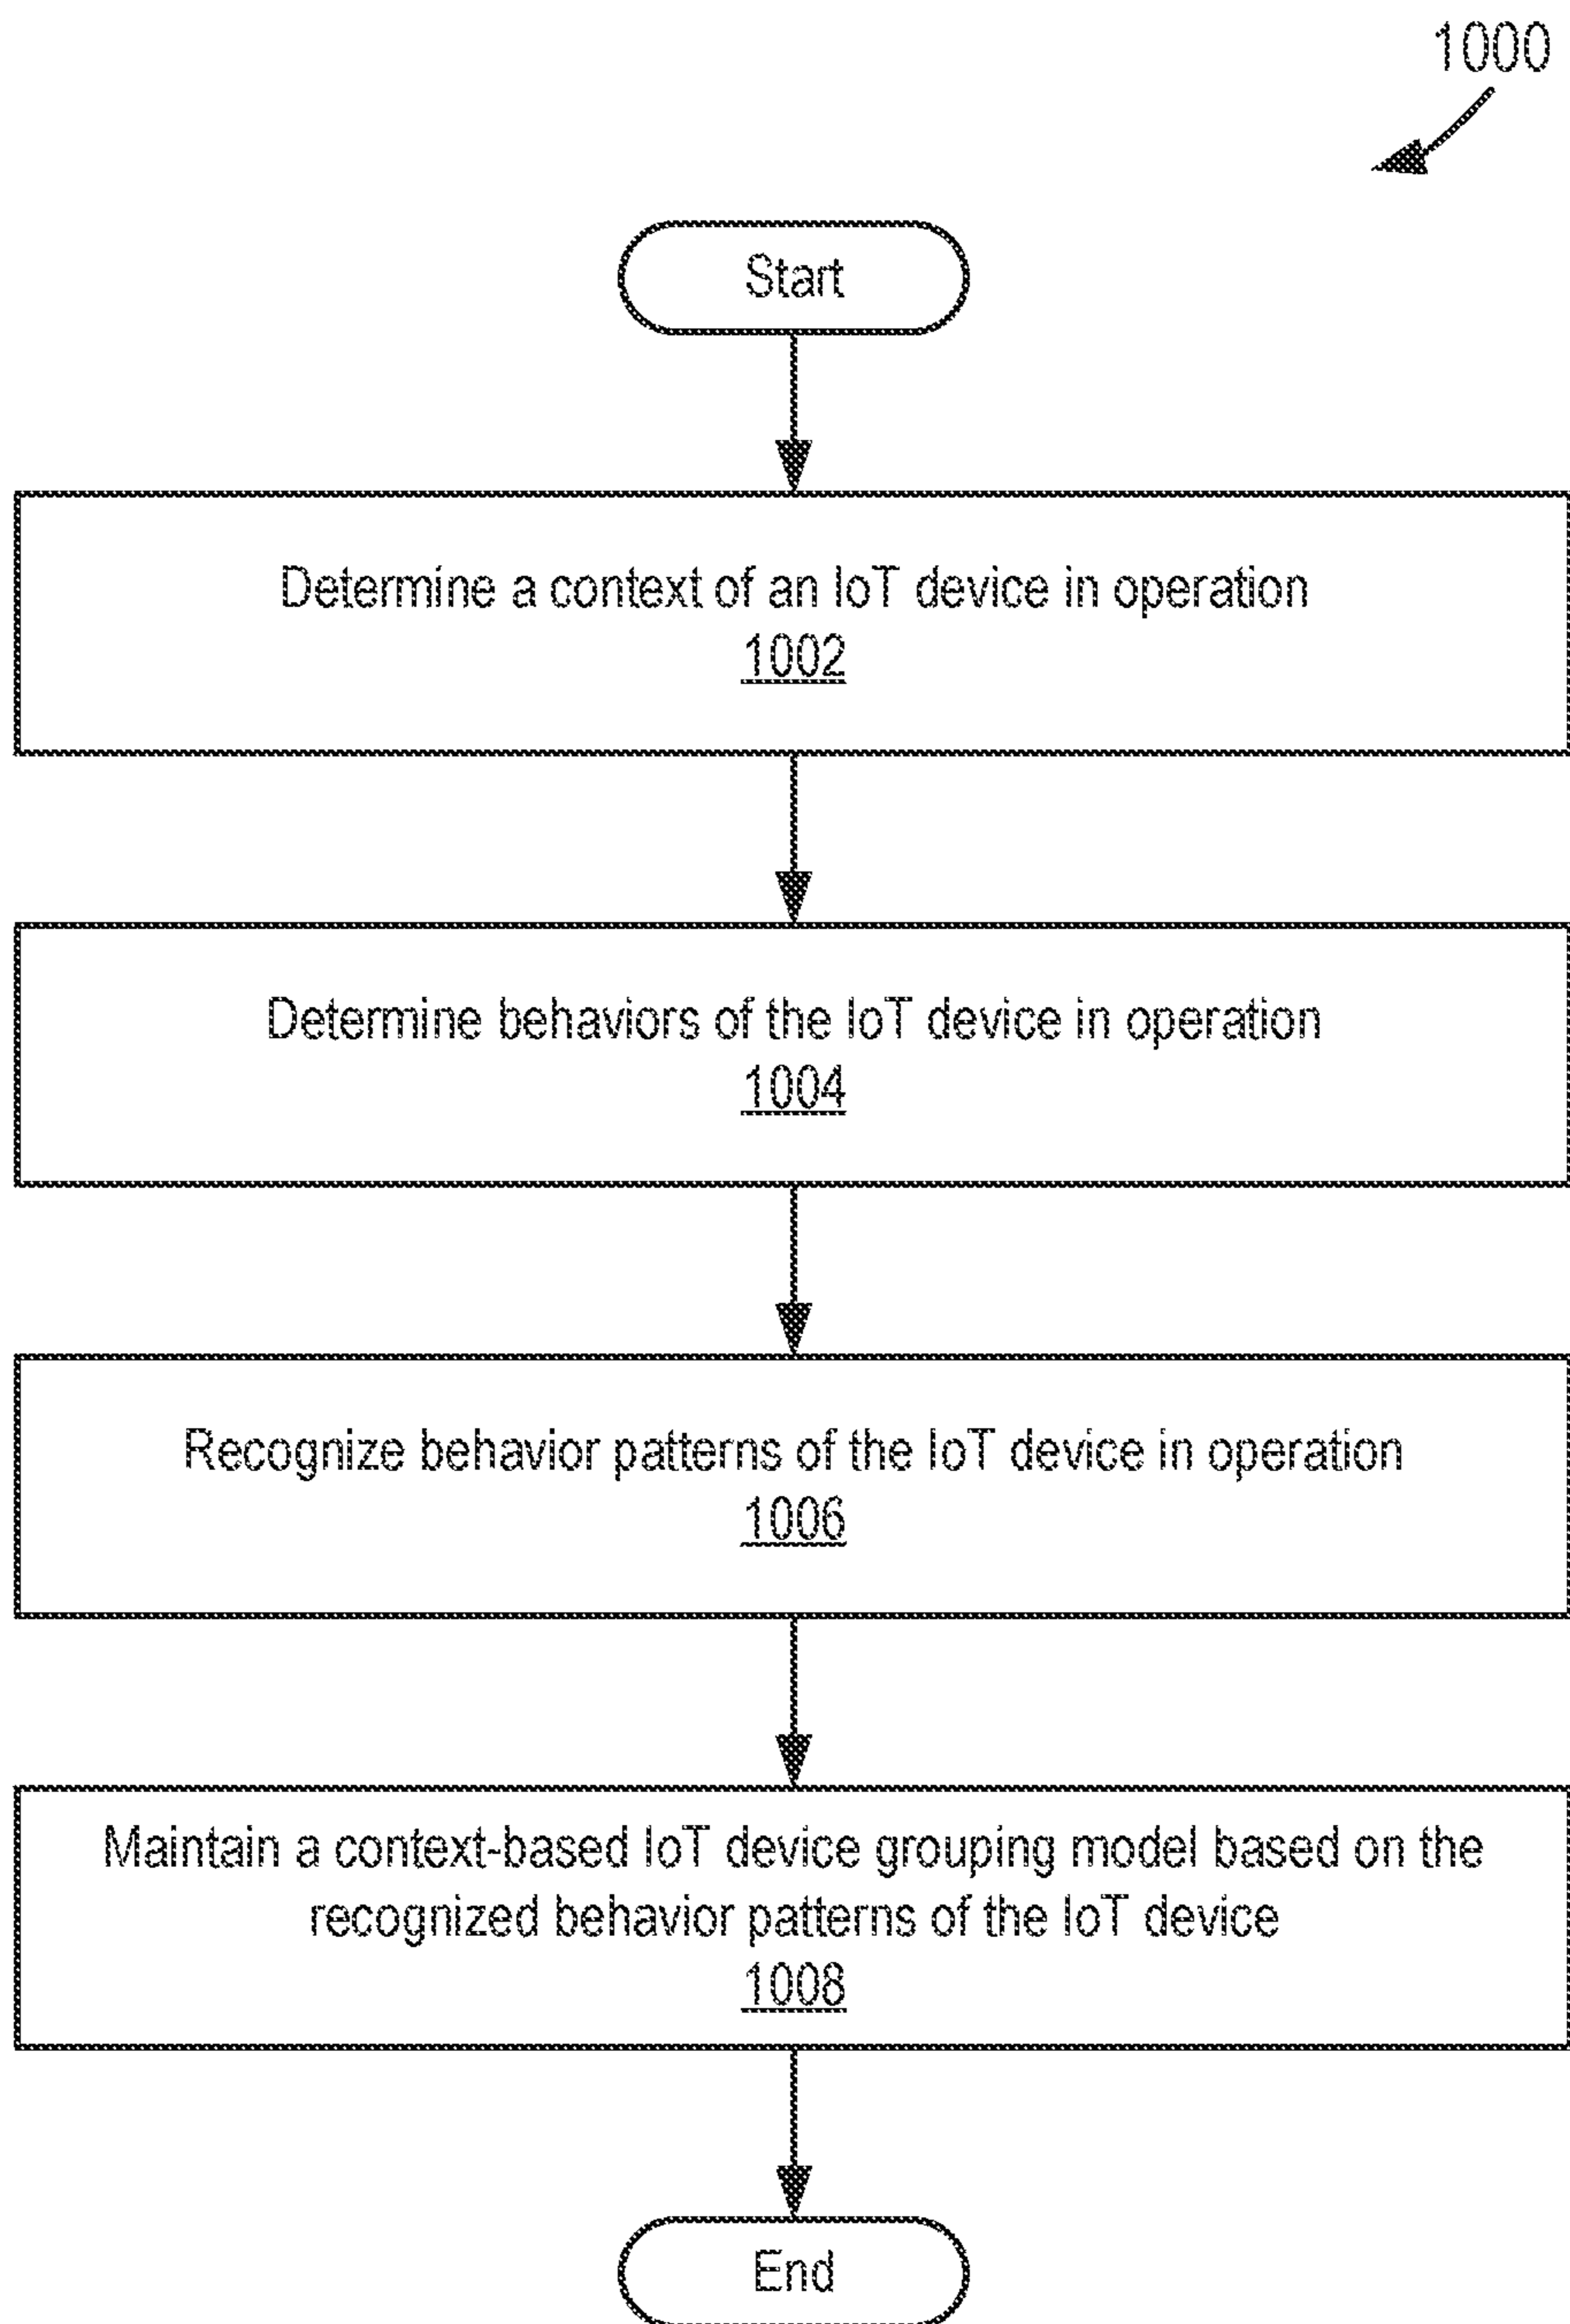 1000
Start
Determine a context of an IoT device in operation
1002
Determine behaviors of the IoT device in operation
1004
Recognize behavior patterns of the IoT device in operation
1006
Maintain a context-based IoT device grouping model based on the
recognized behavior patterns of the IoT device
1008
End